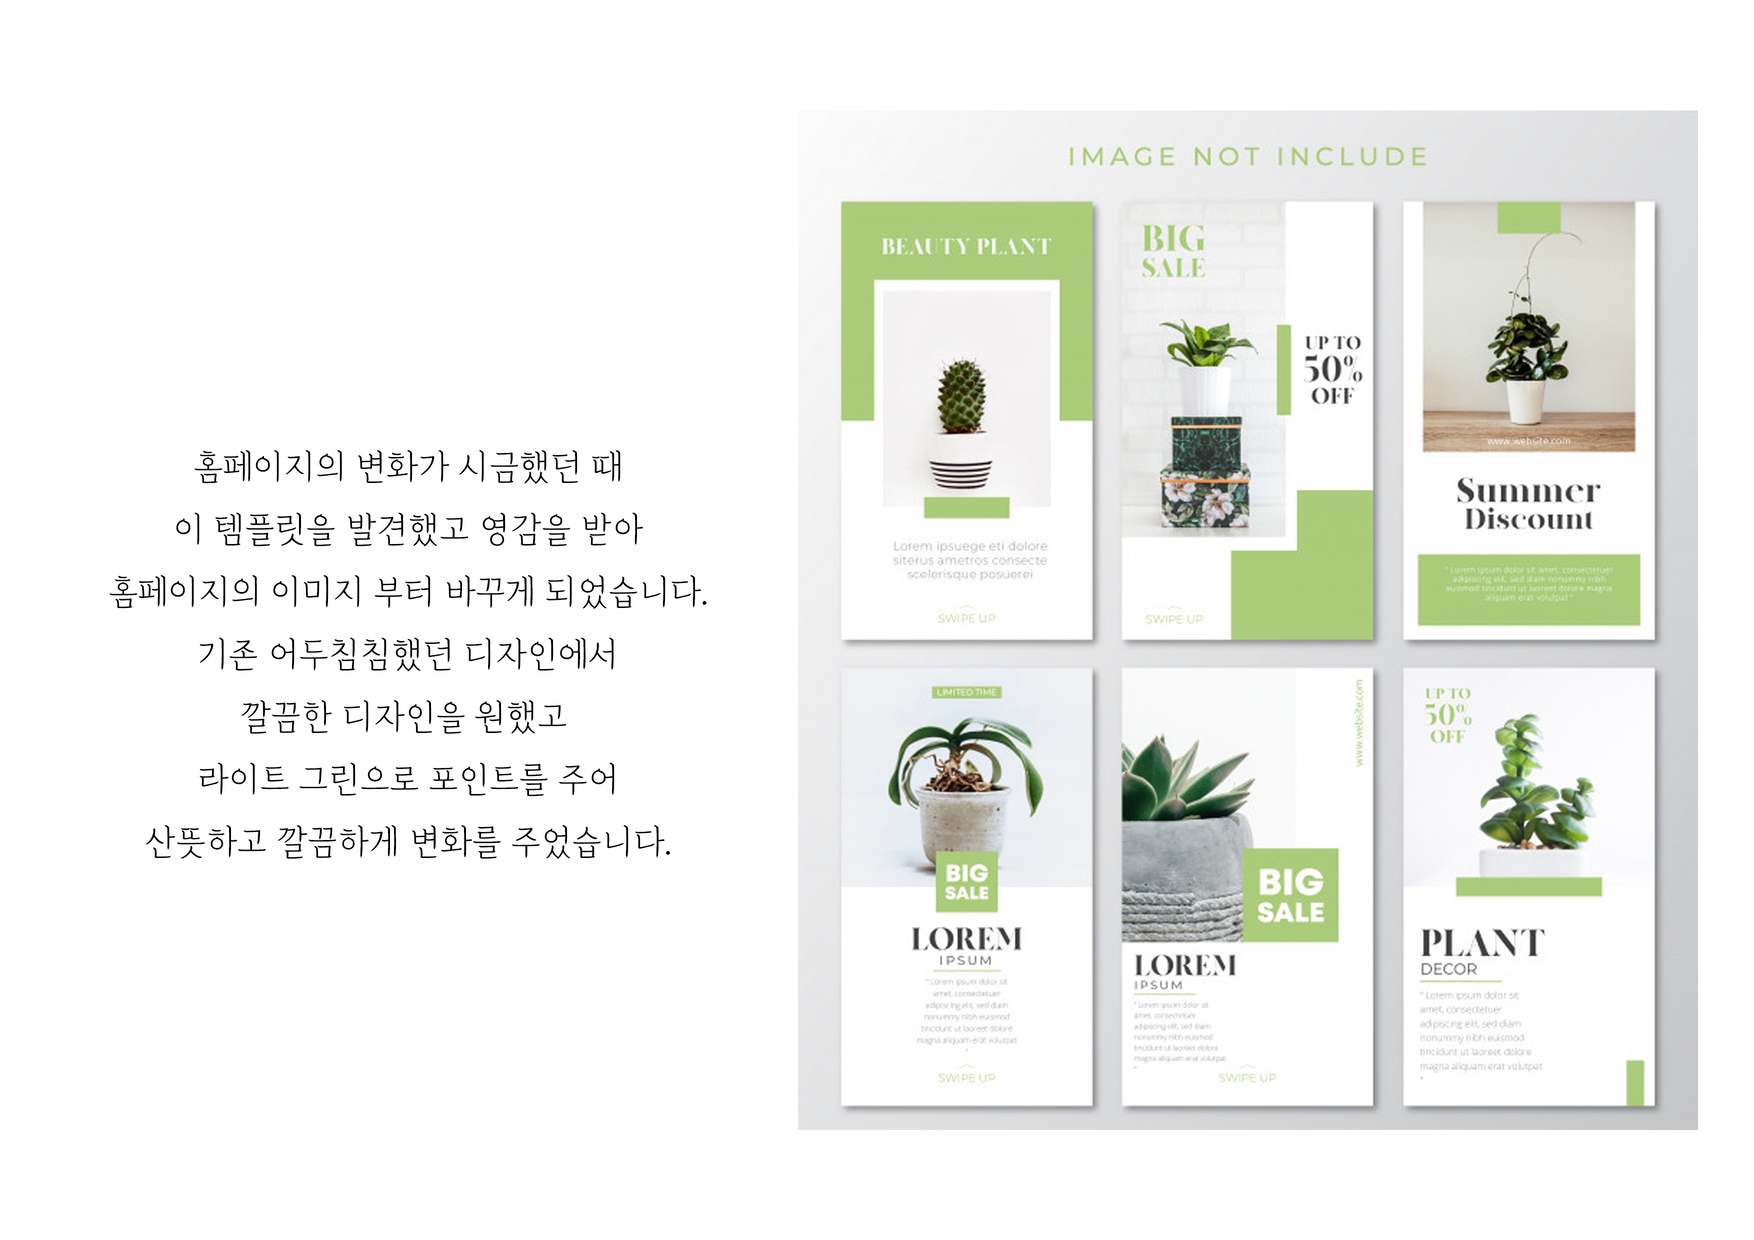 홈페이지의 변화가 시금했던 때
이 템플릿을 발견했고 영감을 받아
홈페이지의 이미지 부터 바꾸게 되었습니다.
기존 어두침침했던 디자인에서
깔끔한 디자인을 원했고
라이트 그린으로 포인트를 주어
산뜻하고 깔끔하게 변화를 주었습니다.
IMAGE NOT INCLUDE
BEAUTY PLANT
Lorem ipsuege eti dolore
siterus ametros consecte
scelerisque posuerei
SWIPE UP
BIG
SALE
UP TO
50%
OFF
SWIPE UP
www.website.com
Summer
Discount
" Lorem ipsum dolor sit amet, consectetuer
adipiscing elit, sed diam nonummy nibh
euismod tincidunt ut laoreet dolore magna
aliquam erat volutpat "
LIMITED TIME
BIG
SALE
LOREM
IPSUM
" Lorem ipsum dolor sit
amet, consectetuer
adipiscing elit, sed diam
nonummy nibh euismod
tincidunt ut laoreet dolore
magna aliquam erat volutpat
"
SWIPE UP
www.website.com
BIG
SALE
LOREM
IPSUM
" Lorem ipsum dolor sit
amet, consectetuer
adipiscing elit, sed diam
nonummy nibh euismod
tincidunt ut laoreet dolore
magna aliquam erat volutpat
"
SWIPE UP
UP TO
50%
OFF
PLANT
DECOR
" Lorem ipsum dolor sit
amet, consectetuer
adipiscing elit, sed diam
nonummy nibh euismod
tincidunt ut laoreet dolore
magna aliquam erat volutpat
"